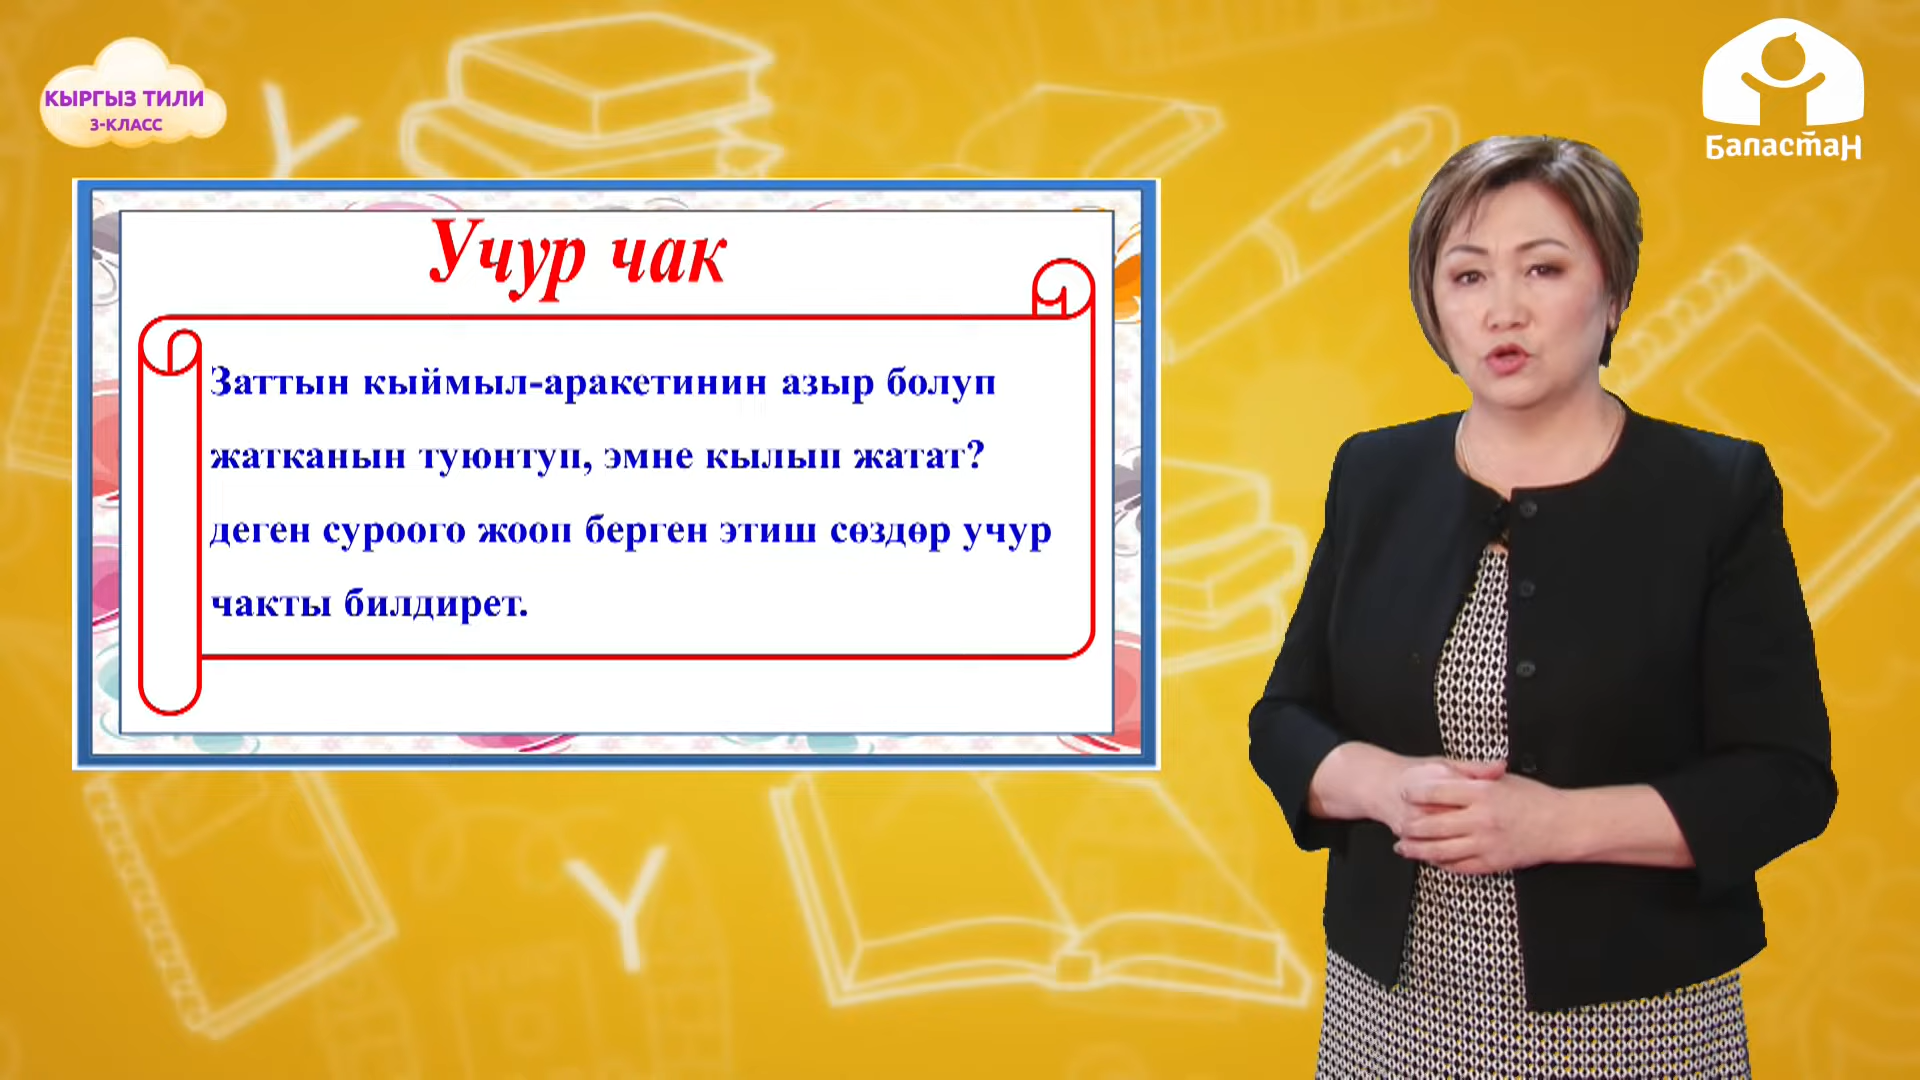 КЫРГЫЗ ТИЛИ
3-КЛАСС
Баластан
Учур чак
Заттын кыймыл-аракетинин азыр болуп
жатканын туюнтуп, эмне кылып жатат?
деген суроого жооп берген этиш сөздөр учур
чакты билдирет.
Y
Y